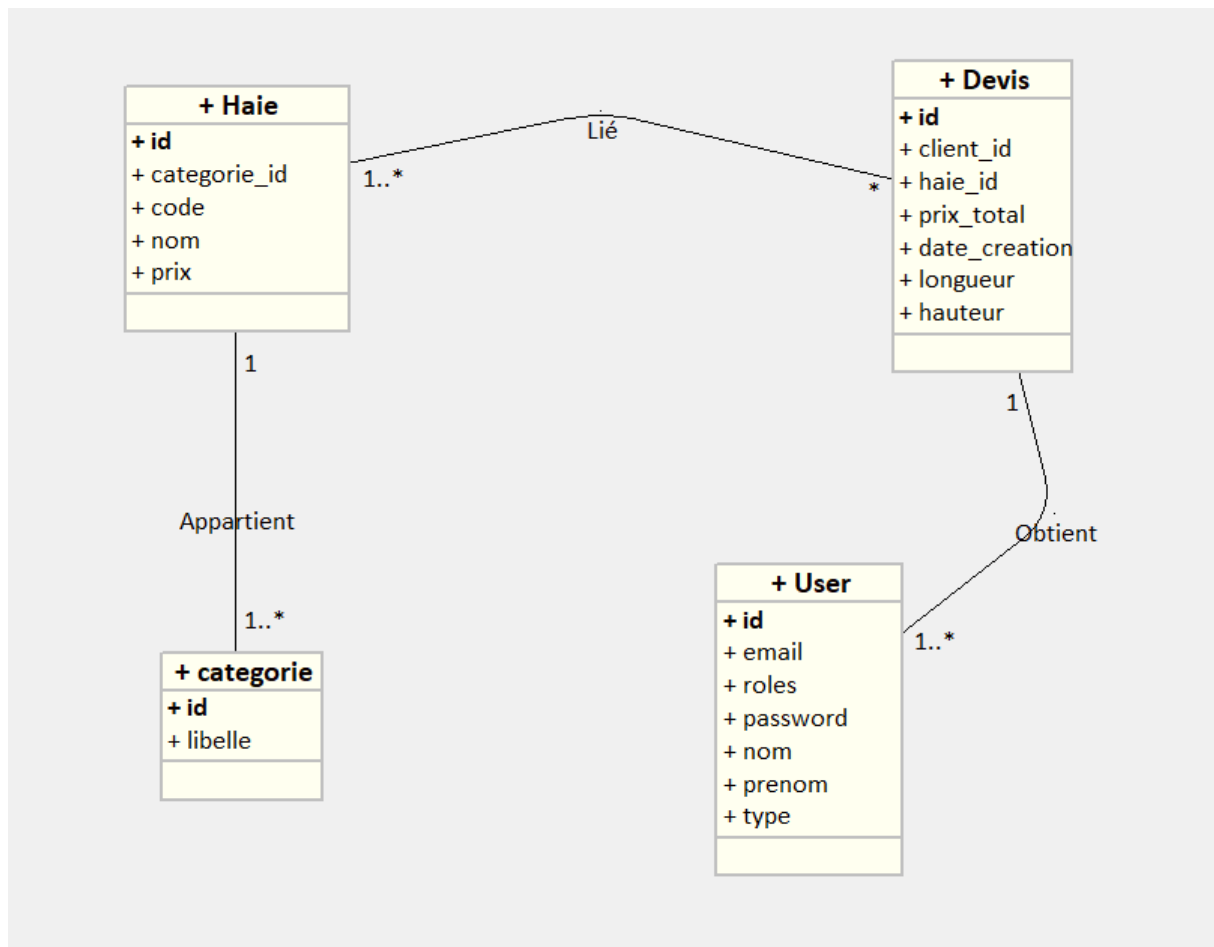 + Haie
+ id
+ categorie_id
+ code
+ nom
+ prix
Lié
1..*
*
+ Devis
+ id
+ client_id
+ haie_id
+ prix_total
+ date_creation
+ longueur
+ hauteur
1
Appartient
1..*
1
Obtient
1..*
+ categorie
+ id
+ libelle
+ User
+ id
+ email
+ roles
+ password
+ nom
+ prenom
+ type